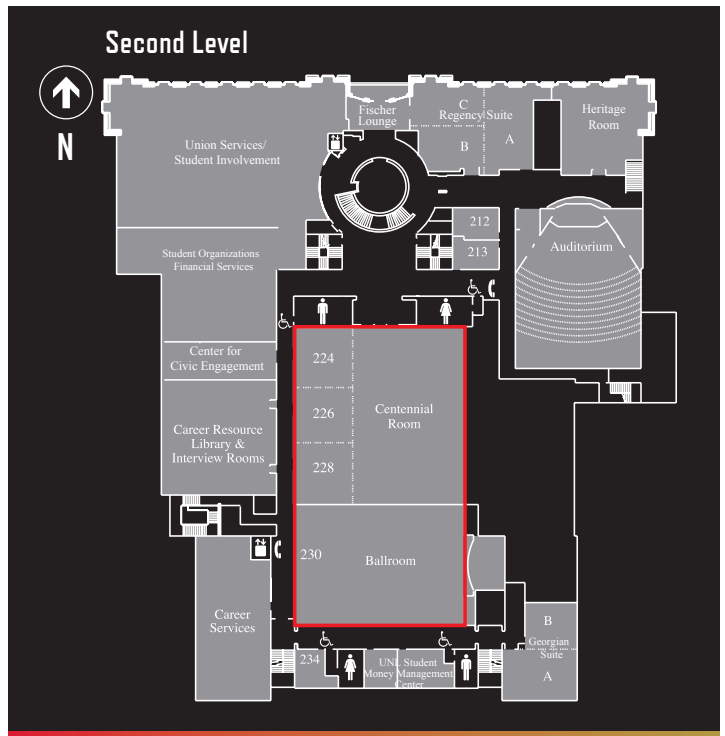 Second Level
N
Fischer
Lounge
C
Regency Suite
B
A
Heritage
Room
Union Services/
Student Involvement
212
213
Auditorium
Student Organizations
Financial Services
Center for
Civic Engagement
224
226
228
Centennial
Room
Career Resource
Library &
Interview Rooms
230
Ballroom
Career
Services
B
Georgian
Suite
A
234
UNL Student
Money Management
Center